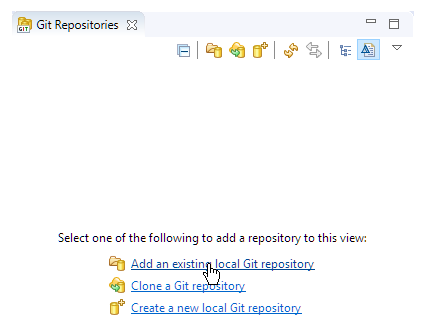 GIT Git Repositories
Select one of the following to add a repository to this view:
Add an existing local Git repository
Clone a Git repository
Create a new local Git repository